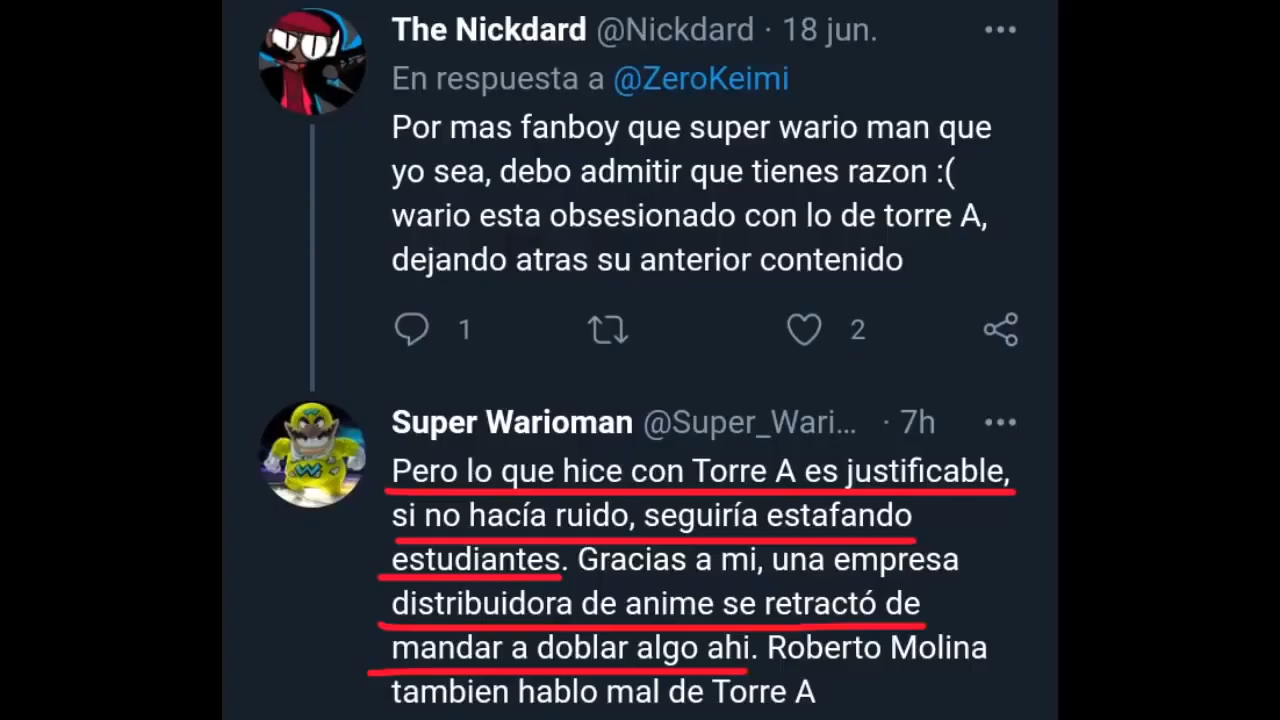 The Nickdard @Nickdard · 18 jun.
En respuesta a @ZeroKeimi
Por mas fanboy que super wario man que
yo sea, debo admitir que tienes razon :(
wario esta obsesionado con lo de torre A,
dejando atras su anterior contenido
1 2
Super Warioman @Super_Wari... · 7h
Pero lo que hice con Torre A es justificable,
si no hacía ruido, seguiría estafando
estudiantes. Gracias a mi, una empresa
distribuidora de anime se retractó de
mandar a doblar algo ahi. Roberto Molina
tambien hablo mal de Torre A